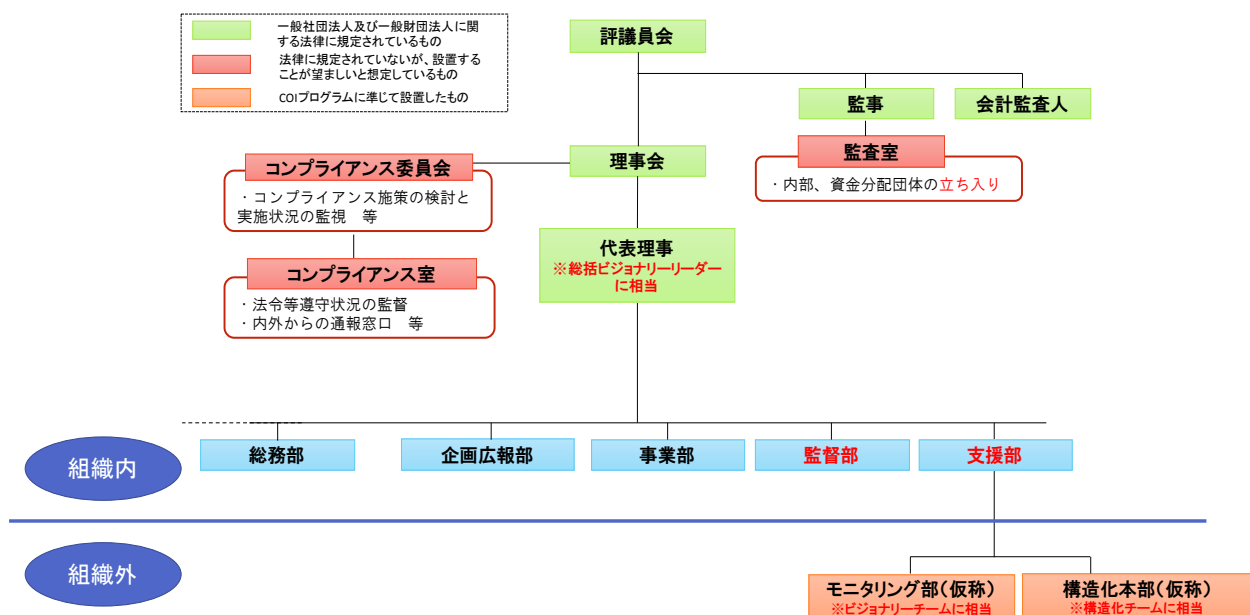 一般社団法人及び一般財団法人に関
する法律に規定されているもの
法律に規定されていないが、設置する
ことが望ましいと想定しているもの
COIプログラムに準じて設置したもの
評議員会
監事
会計監査人
監査室
・内部、資金分配団体の立ち入り
理事会
コンプライアンス委員会
・コンプライアンス施策の検討と
実施状況の監視　等
コンプライアンス室
・法令等遵守状況の監督
・内外からの通報窓口　等
代表理事
※総括ビジョナリーリーダー
に相当
組織内
総務部
企画広報部
事業部
監督部
支援部
組織外
モニタリング部(仮称)
※ビジョナリーチームに相当
構造化本部(仮称)
※構造化チームに相当